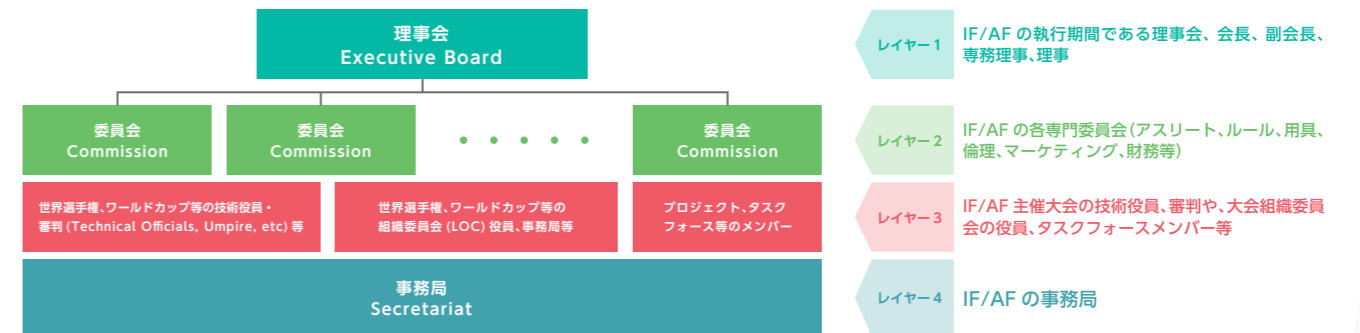 理事会
Executive Board
レイヤー1
IF/AF の執行期間である理事会、会長、副会長、
専務理事、理事
委員会
Commission
委員会
Commission
委員会
Commission
レイヤー2
IF/AF の各専門委員会(アスリート、ルール、用具、
倫理、マーケティング、財務等)
世界選手権、ワールドカップ等の技術役員・
審判 (Technical Officials, Umpire, etc) 等
世界選手権、ワールドカップ等の
組織委員会 (LOC) 役員、事務局等
プロジェクト、タスク
フォース等のメンバー
レイヤー3
IF/AF 主催大会の技術役員、審判や、大会組織委員
会の役員、タスクフォースメンバー等
事務局
Secretariat
レイヤー4
IF/AF の事務局